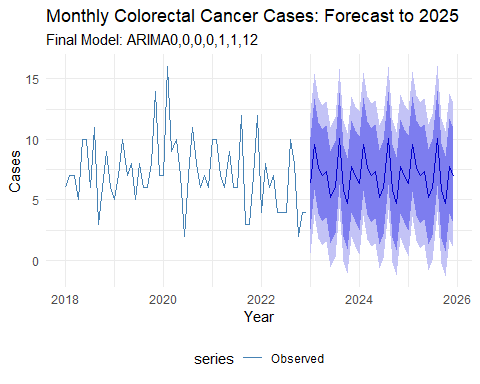 Monthly Colorectal Cancer Cases: Forecast to 2025
Final Model: ARIMA0,0,0,0,1,1,12
15
10
5
0
Cases
2018 2020 2022 2024 2026
Year
series Observed